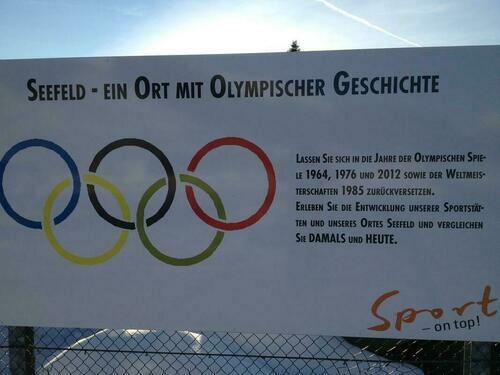 SEEFELD - EIN ORT MIT OLYMPISCHER GESCHICHTE
LASSEN SIE SICH IN DIE JAHRE DER OLYMPISCHEN SPIE-
LE 1964, 1976 UND 2012 SOWIE DER WELTMEIS-
TERSCHAFTEN 1985 ZURÜCKVERSETZEN.
ERLEBEN SIE DIE ENTWICKLUNG UNSERER SPORTSTÄT-
TEN UND UNSERES ORTES SEEFELD UND VERGLEICHEN
SIE DAMALS UND HEUTE.
Sport
– on top!